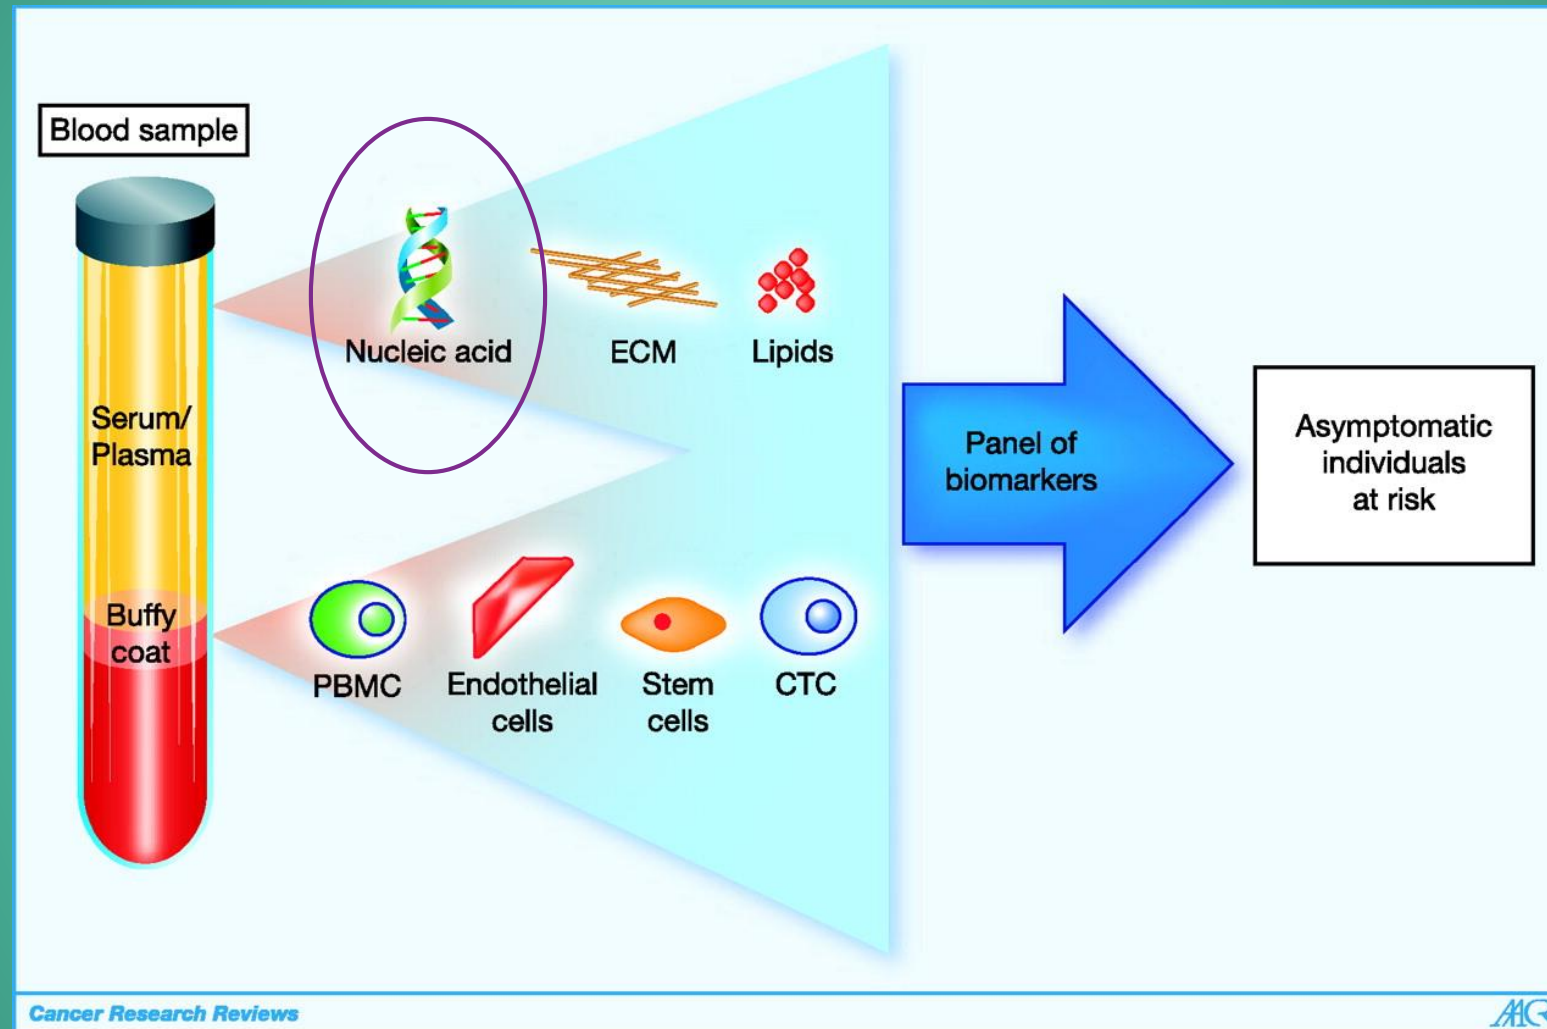 Blood sample
Nucleic acid
ECM
Lipids
Serum/
Plasma
Panel of
biomarkers
Asymptomatic
individuals
at risk
Buffy
coat
PBMC
Endothelial
cells
Stem
cells
CTC
Cancer Research Reviews